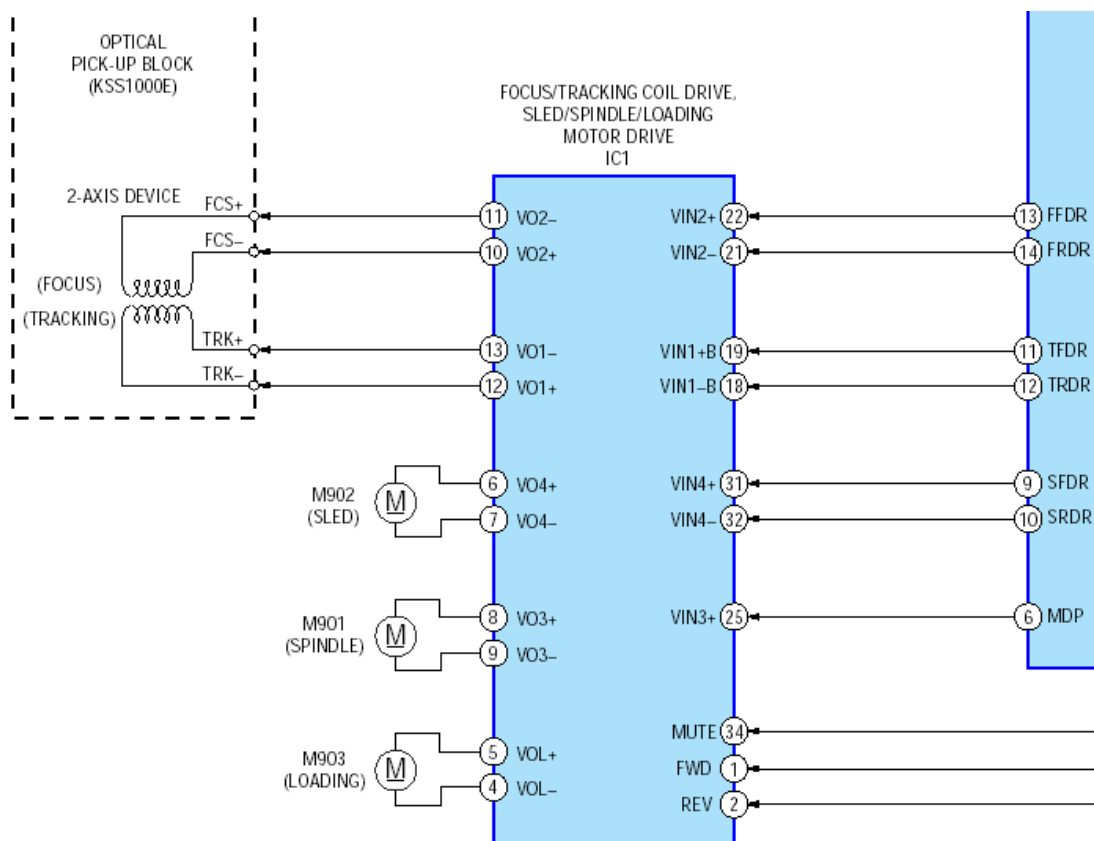 OPTICAL
PICK-UP BLOCK
(KSS1000E)
FOCUS/TRACKING COIL DRIVE,
SLED/SPINDLE/LOADING
MOTOR DRIVE
IC1
2-AXIS DEVICE
FCS+
11 VO2–
VIN2+ 22
13 FFDR
FCS–
10 VO2+
VIN2– 21
14 FRDR
(FOCUS)
(TRACKING)
TRK+
13 VO1–
VIN1+B 19
11 TFDR
TRK–
12 VO1+
VIN1–B 18
12 TRDR
M902
(SLED)
M
6 VO4+
VIN4+ 31
9 SFDR
7 VO4–
VIN4– 32
10 SRDR
M901
(SPINDLE)
M
8 VO3+
VIN3+ 25
6 MDP
9 VO3–
M903
(LOADING)
M
MUTE 34
5 VOL+
FWD 1
4 VOL–
REV 2